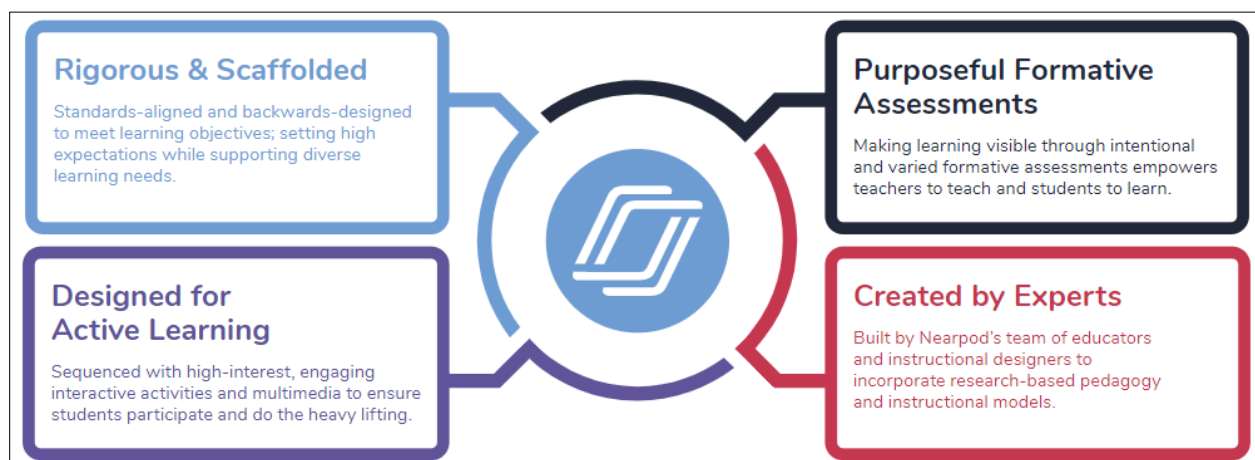 Rigorous & Scaffolded
Standards-aligned and backwards-designed
to meet learning objectives; setting high
expectations while supporting diverse
learning needs.
Purposeful Formative
Assessments
Making learning visible through intentional
and varied formative assessments empowers
teachers to teach and students to learn.
Designed for
Active Learning
Sequenced with high-interest, engaging
interactive activities and multimedia to ensure
students participate and do the heavy lifting.
Created by Experts
Built by Nearpod’s team of educators
and instructional designers to
incorporate research-based pedagogy
and instructional models.